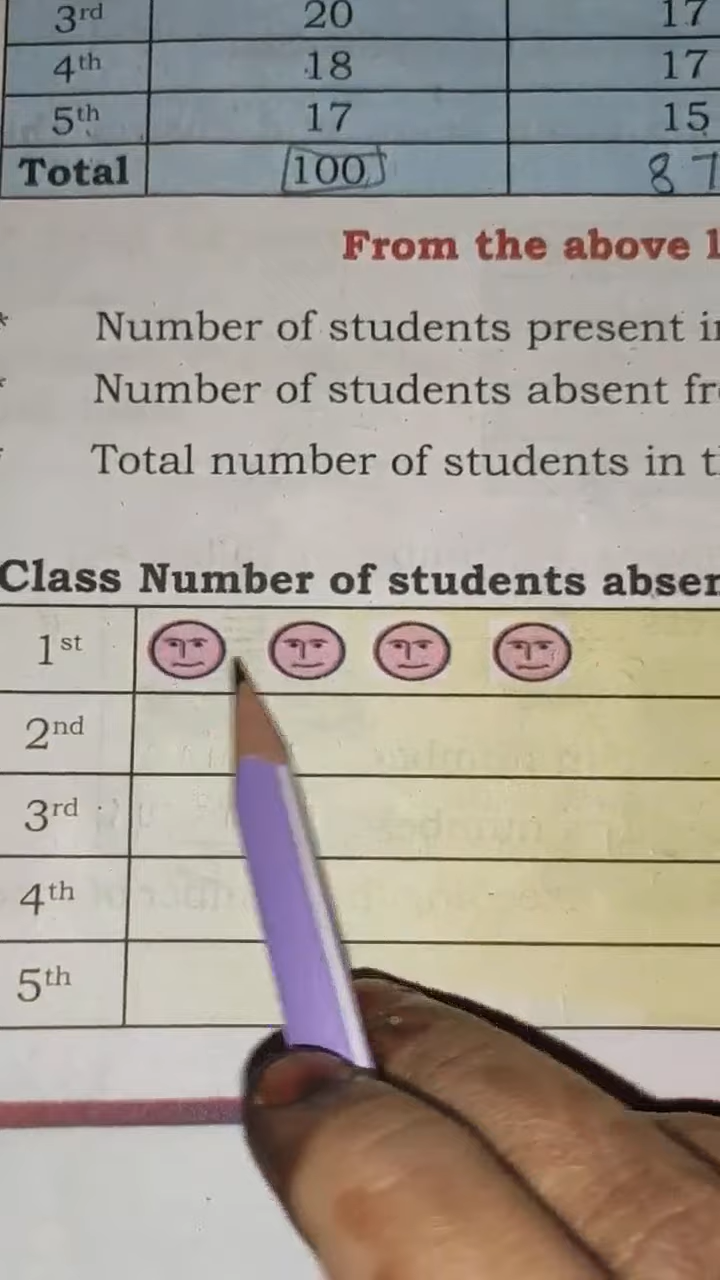 3rd 20 17
4th 18 17
5th 17 15
Total 100 87
From the above
* Number of students present
* Number of students absent
* Total number of students in
Class Number of students
1st
2nd
3rd
4th
5th